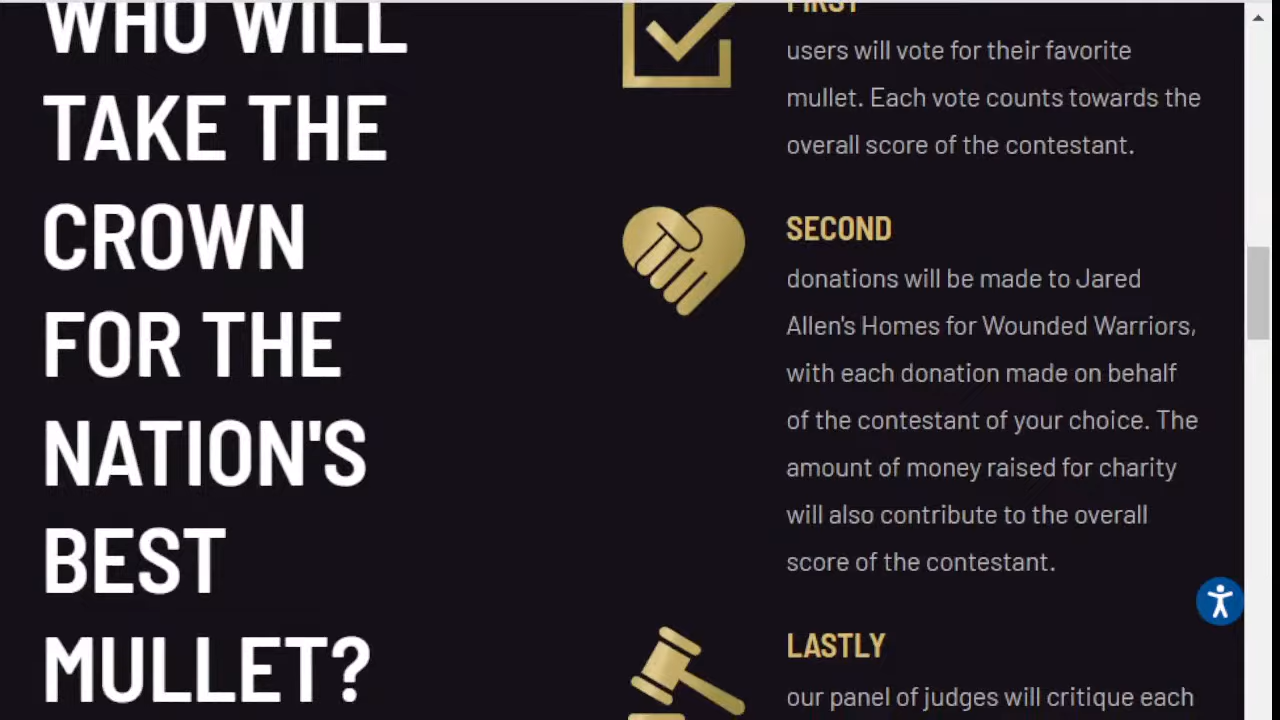 WHO WILL
TAKE THE
CROWN
FOR THE
NATION'S
BEST
MULLET?
FIRST
users will vote for their favorite
mullet. Each vote counts towards the
overall score of the contestant.
SECOND
donations will be made to Jared
Allen's Homes for Wounded Warriors,
with each donation made on behalf
of the contestant of your choice. The
amount of money raised for charity
will also contribute to the overall
score of the contestant.
LASTLY
our panel of judges will critique each